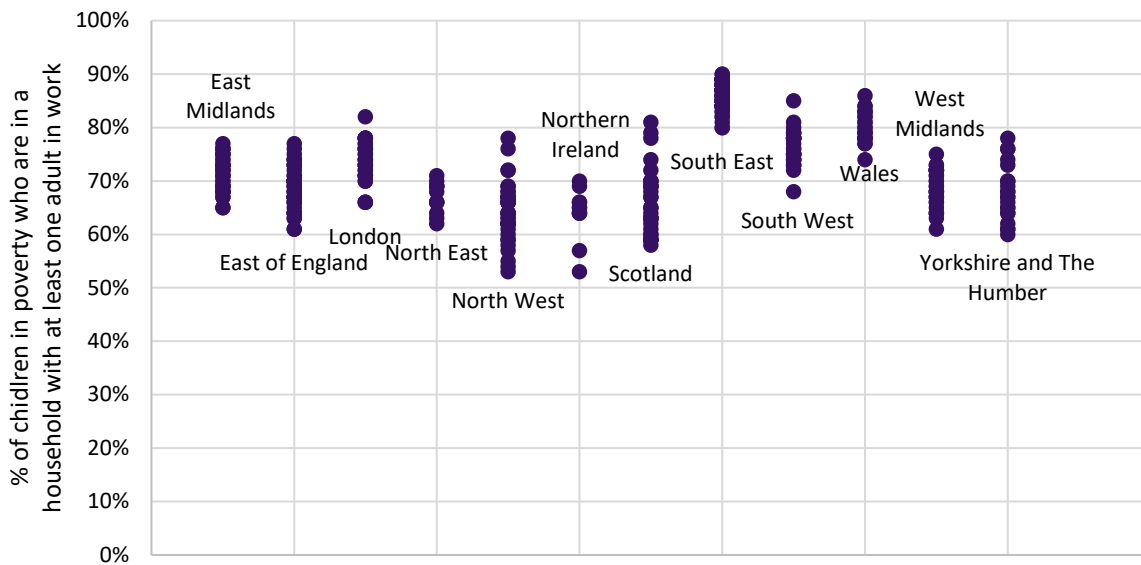 % of chidlren in poverty who are in a
household with at least one adult in work
100%
90%
80%
70%
60%
50%
40%
30%
20%
10%
0%
East
Midlands
East of England
London
North East
North West
Northern
Ireland
Scotland
South East
South West
Wales
West
Midlands
Yorkshire and The
Humber